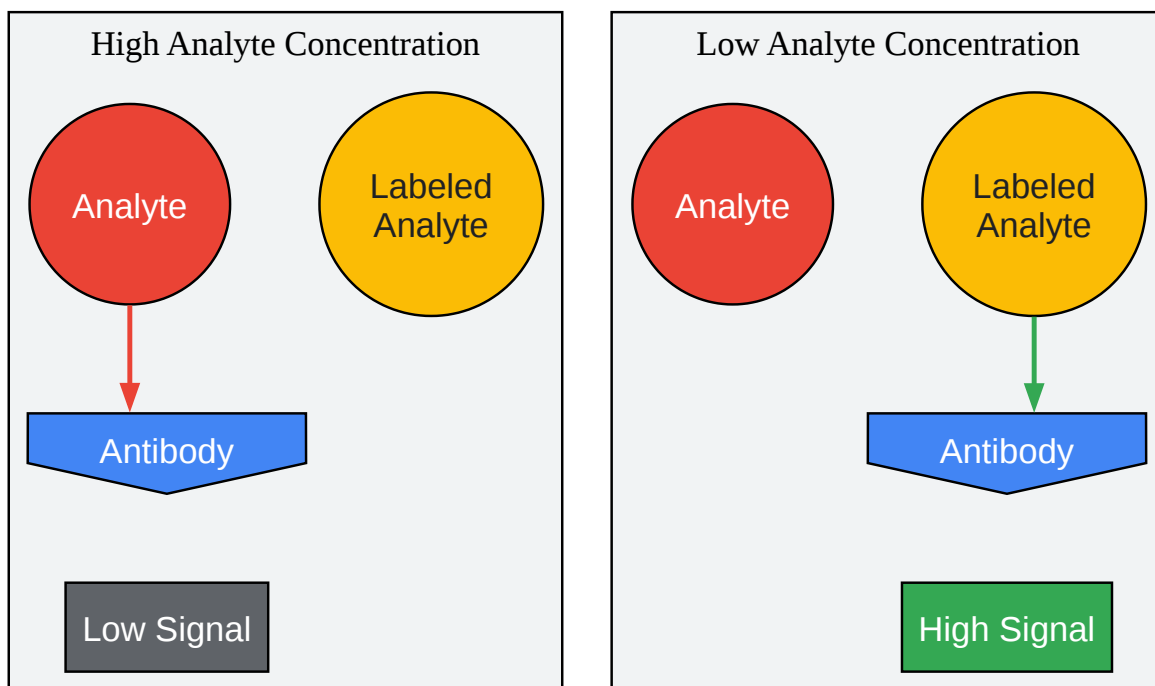 High Analyte Concentration
Analyte
Labeled
Analyte
Antibody
Low Signal
Low Analyte Concentration
Analyte
Labeled
Analyte
Antibody
High Signal